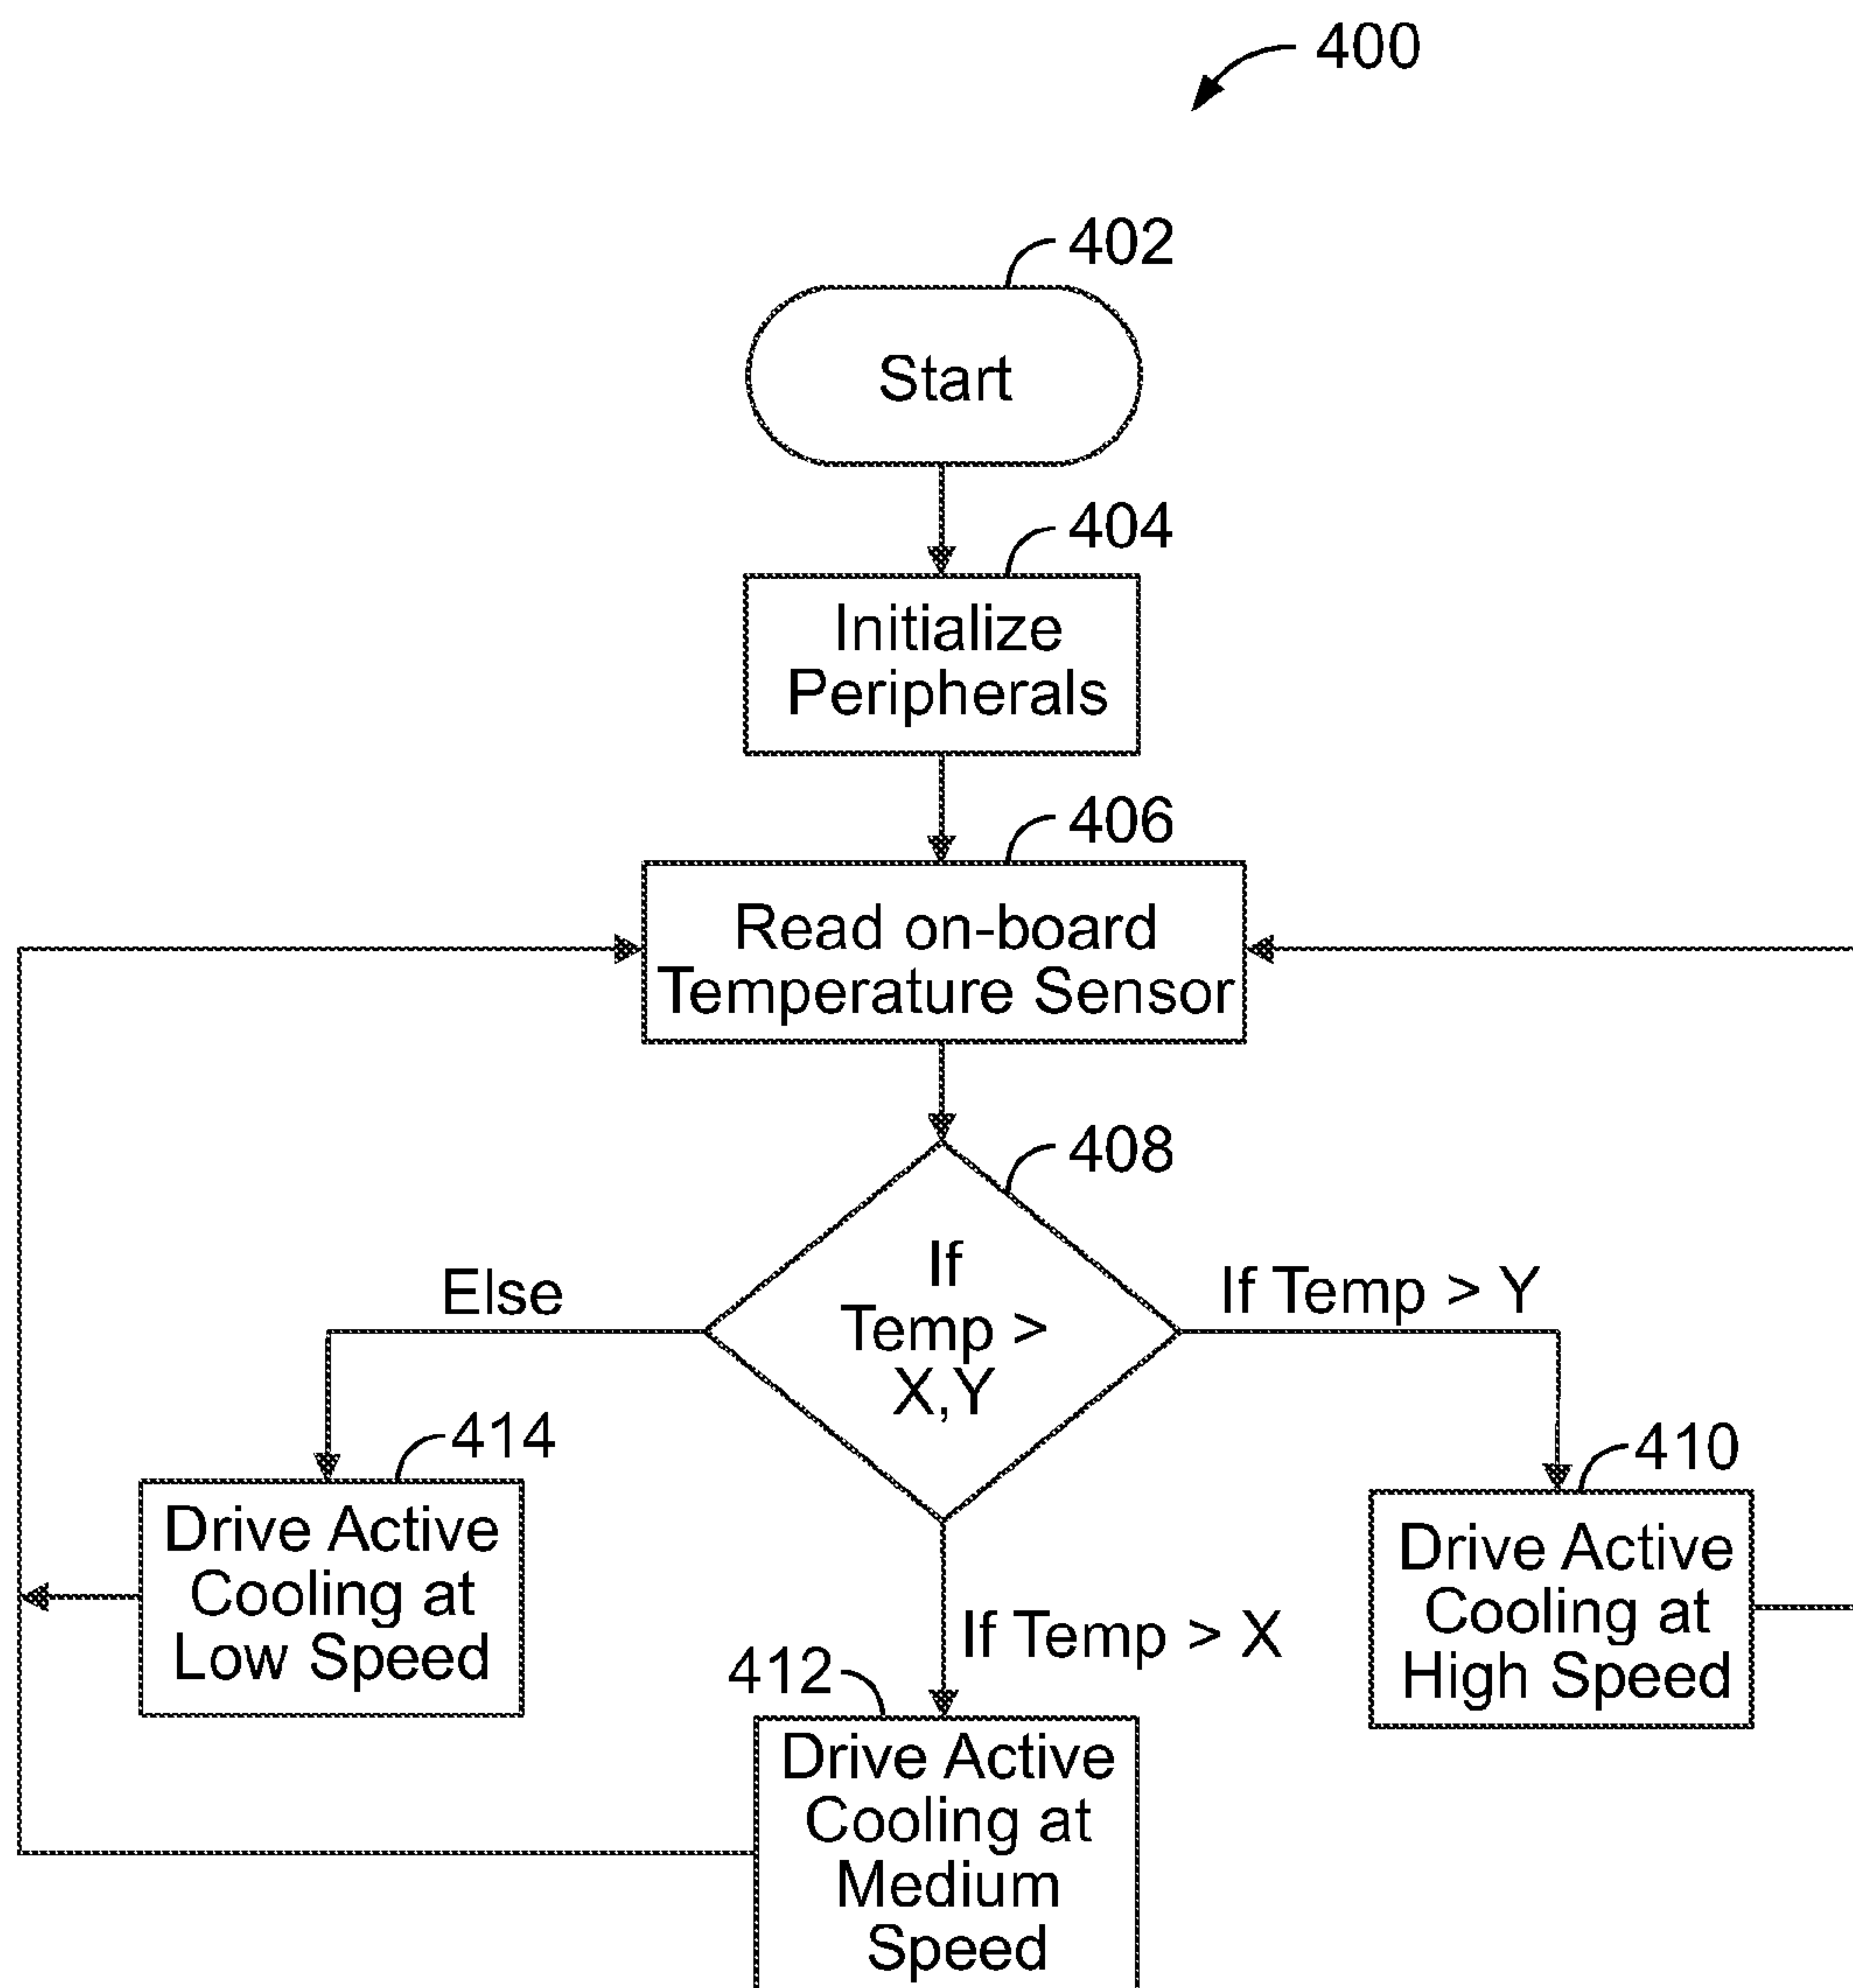 400
402
Start
404
Initialize
Peripherals
406
Read on-board
Temperature Sensor
408
If
Temp >
X,Y
Else
If Temp > Y
414
Drive Active
Cooling at
Low Speed
410
Drive Active
Cooling at
High Speed
If Temp > X
412
Drive Active
Cooling at
Medium
Speed